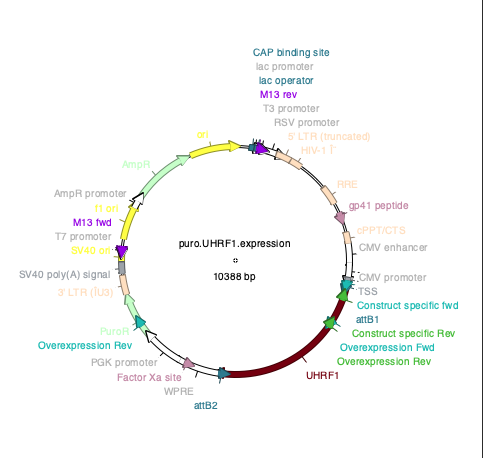 CAP binding site
lac promoter
lac operator
M13 rev
T3 promoter
RSV promoter
5' LTR (truncated)
HIV-1 Î¨
RRE
gp41 peptide
cPPT/CTS
CMV enhancer
CMV promoter
TSS
Construct specific fwd
attB1
Construct specific Rev
Overexpression Fwd
Overexpression Rev
UHRF1
attB2
WPRE
Factor Xa site
PGK promoter
Overexpression Rev
PuroR
3' LTR (ÎU3)
SV40 poly(A) signal
SV40 ori
T7 promoter
M13 fwd
f1 ori
AmpR promoter
AmpR
ori
puro.UHRF1.expression
10388 bp